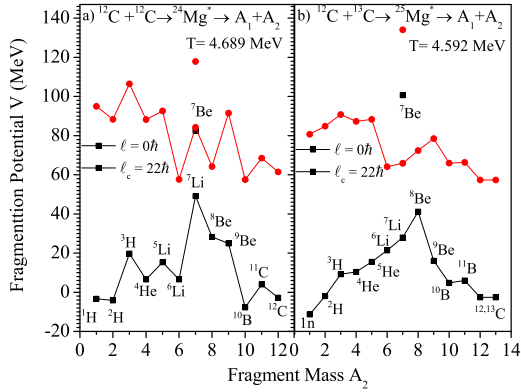 a) ¹²C +¹²C→²⁴Mg*→ A₁+A₂
T= 4.689 MeV
b) ¹²C +¹³C→²⁵Mg*→ A₁+A₂
T= 4.592 MeV
Fragmenttion Potential V (MeV)
140
120
100
80
60
40
20
0
-20
⁷Be
ℓ = 0ħ
ℓc = 22ħ
⁷Li
⁸Be
⁹Be
³H
⁵Li
⁴He
⁶Li
¹¹C
¹H
²H
¹⁰B
¹²C
⁷Be
ℓ = 0ħ
ℓc = 22ħ
⁸Be
⁷Li
⁶Li
³H
⁵He
⁴He
⁹Be
¹¹B
¹⁰B
²H
1n
¹²,¹³C
0 2 4 6 8 10 12 0 2 4 6 8 10 12 14
Fragment Mass A₂